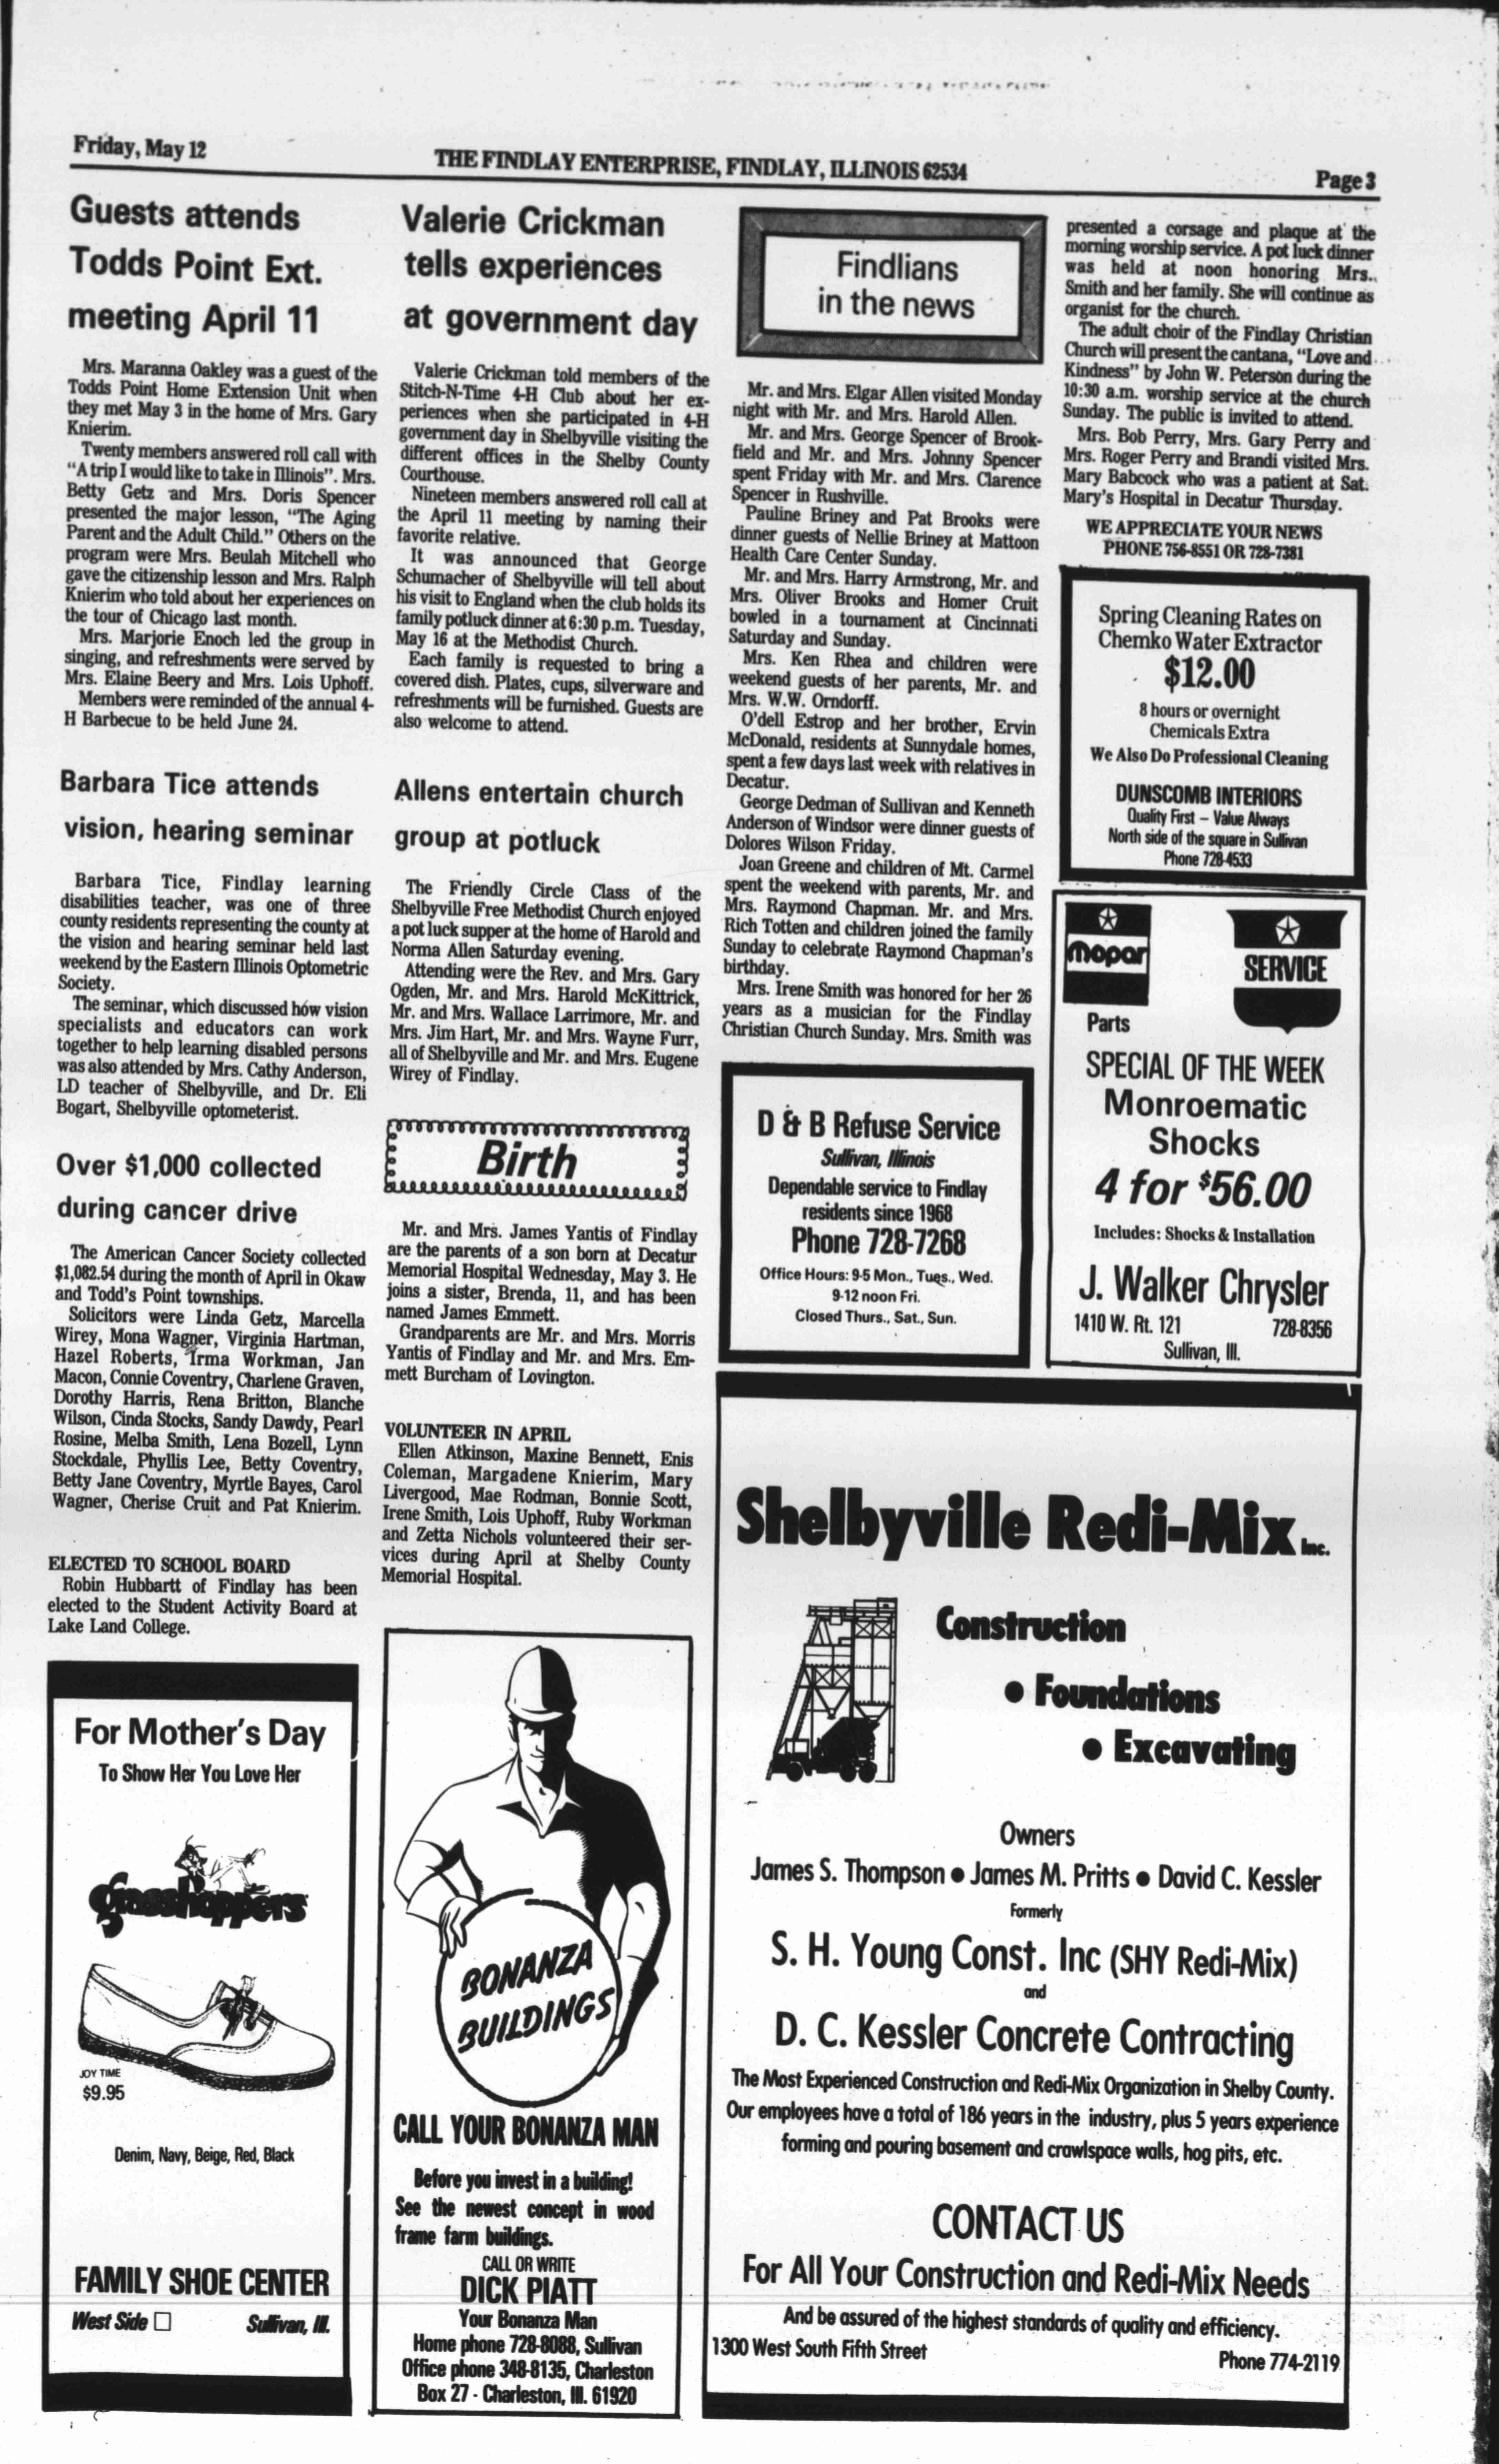 Friday, May 12
THE FINDLAY ENTERPRISE, FINDLAY, ILLINOIS 62534
Page 3
Guests attends
Todds Point Ext.
meeting April 11
Mrs. Maranna Oakley was a guest of the
Todds Point Home Extension Unit when
they met May 3 in the home of Mrs. Gary
Knierim.
Twenty members answered roll call with
"A trip I would like to take in Illinois". Mrs.
Betty Getz and Mrs. Doris Spencer
presented the major lesson, "The Aging
Parent and the Adult Child." Others on the
program were Mrs. Beulah Mitchell who
gave the citizenship lesson and Mrs. Ralph
Knierim who told about her experiences on
the tour of Chicago last month.
Mrs. Marjorie Enoch led the group in
singing, and refreshments were served by
Mrs. Elaine Beery and Mrs. Lois Uphoff.
Members were reminded of the annual 4-
H Barbecue to be held June 24.
Barbara Tice attends
vision, hearing seminar
Barbara Tice, Findlay learning
disabilities teacher, was one of three
county residents representing the county at
the vision and hearing seminar held last
weekend by the Eastern Illinois Optometric
Society.
The seminar, which discussed how vision
specialists and educators can work
together to help learning disabled persons
was also attended by Mrs. Cathy Anderson,
LD teacher of Shelbyville, and Dr. Eli
Bogart, Shelbyville optometerist.
Over $1,000 collected
during cancer drive
The American Cancer Society collected
$1,082.54 during the month of April in Okaw
and Todd's Point townships.
Solicitors were Linda Getz, Marcella
Wirey, Mona Wagner, Virginia Hartman,
Hazel Roberts, Irma Workman, Jan
Macon, Connie Coventry, Charlene Graven,
Dorothy Harris, Rena Britton, Blanche
Wilson, Cinda Stocks, Sandy Dawdy, Pearl
Rosine, Melba Smith, Lena Bozell, Lynn
Stockdale, Phyllis Lee, Betty Coventry,
Betty Jane Coventry, Myrtle Bayes, Carol
Wagner, Cherise Cruit and Pat Knierim.
ELECTED TO SCHOOL BOARD
Robin Hubbartt of Findlay has been
elected to the Student Activity Board at
Lake Land College.
For Mother's Day
To Show Her You Love Her
grasshoppers
JOY TIME
$9.95
Denim, Navy, Beige, Red, Black
FAMILY SHOE CENTER
West Side
Sullivan, Ill.
Valerie Crickman
tells experiences
at government day
Valerie Crickman told members of the
Stitch-N-Time 4-H Club about her ex-
periences when she participated in 4-H
government day in Shelbyville visiting the
different offices in the Shelby County
Courthouse.
Nineteen members answered roll call at
the April 11 meeting by naming their
favorite relative.
It was announced that George
Schumacher of Shelbyville will tell about
his visit to England when the club holds its
family potluck dinner at 6:30 p.m. Tuesday,
May 16 at the Methodist Church.
Each family is requested to bring a
covered dish. Plates, cups, silverware and
refreshments will be furnished. Guests are
also welcome to attend.
Allens entertain church
group at potluck
The Friendly Circle Class of the
Shelbyville Free Methodist Church enjoyed
a pot luck supper at the home of Harold and
Norma Allen Saturday evening.
Attending were the Rev. and Mrs. Gary
Ogden, Mr. and Mrs. Harold McKittrick,
Mr. and Mrs. Wallace Larrimore, Mr. and
Mrs. Jim Hart, Mr. and Mrs. Wayne Furr,
all of Shelbyville and Mr. and Mrs. Eugene
Wirey of Findlay.
Birth
Mr. and Mrs. James Yantis of Findlay
are the parents of a son born at Decatur
Memorial Hospital Wednesday, May 3. He
joins a sister, Brenda, 11, and has been
named James Emmett.
Grandparents are Mr. and Mrs. Morris
Yantis of Findlay and Mr. and Mrs. Em-
mett Burcham of Lovington.
VOLUNTEER IN APRIL
Ellen Atkinson, Maxine Bennett, Enis
Coleman, Margadene Knierim, Mary
Livergood, Mae Rodman, Bonnie Scott,
Irene Smith, Lois Uphoff, Ruby Workman
and Zetta Nichols volunteered their ser-
vices during April at Shelby County
Memorial Hospital.
BONANZA
BUILDINGS
CALL YOUR BONANZA MAN
Before you invest in a building!
See the newest concept in wood
frame farm buildings.
CALL OR WRITE
DICK PIATT
Your Bonanza Man
Home phone 728-8088, Sullivan
Office phone 348-8135, Charleston
Box 27 - Charleston, Ill. 61920
Findlians
in the news
Mr. and Mrs. Elgar Allen visited Monday
night with Mr. and Mrs. Harold Allen.
Mr. and Mrs. George Spencer of Brook-
field and Mr. and Mrs. Johnny Spencer
spent Friday with Mr. and Mrs. Clarence
Spencer in Rushville.
Pauline Briney and Pat Brooks were
dinner guests of Nellie Briney at Mattoon
Health Care Center Sunday.
Mr. and Mrs. Harry Armstrong, Mr. and
Mrs. Oliver Brooks and Homer Cruit
bowled in a tournament at Cincinnati
Saturday and Sunday.
Mrs. Ken Rhea and children were
weekend guests of her parents, Mr. and
Mrs. W.W. Orndorff.
O'dell Estrop and her brother, Ervin
McDonald, residents at Sunnydale homes,
spent a few days last week with relatives in
Decatur.
George Dedman of Sullivan and Kenneth
Anderson of Windsor were dinner guests of
Dolores Wilson Friday.
Joan Greene and children of Mt. Carmel
spent the weekend with parents, Mr. and
Mrs. Raymond Chapman. Mr. and Mrs.
Rich Totten and children joined the family
Sunday to celebrate Raymond Chapman's
birthday.
Mrs. Irene Smith was honored for her 26
years as a musician for the Findlay
Christian Church Sunday. Mrs. Smith was
presented a corsage and plaque at the
morning worship service. A pot luck dinner
was held at noon honoring Mrs.
Smith and her family. She will continue as
organist for the church.
The adult choir of the Findlay Christian
Church will present the cantana, "Love and
Kindness" by John W. Peterson during the
10:30 a.m. worship service at the church
Sunday. The public is invited to attend.
Mrs. Bob Perry, Mrs. Gary Perry and
Mrs. Roger Perry and Brandi visited Mrs.
Mary Babcock who was a patient at Sat.
Mary's Hospital in Decatur Thursday.
WE APPRECIATE YOUR NEWS
PHONE 756-8551 OR 728-7381
Spring Cleaning Rates on
Chemko Water Extractor
$12.00
8 hours or overnight
Chemicals Extra
We Also Do Professional Cleaning
DUNSCOMB INTERIORS
Quality First – Value Always
North side of the square in Sullivan
Phone 728-4533
D & B Refuse Service
Sullivan, Illinois
Dependable service to Findlay
residents since 1968
Phone 728-7268
Office Hours: 9-5 Mon., Tues., Wed.
9-12 noon Fri.
Closed Thurs., Sat., Sun.
mopar
Parts
SERVICE
SPECIAL OF THE WEEK
Monroematic
Shocks
4 for $56.00
Includes: Shocks & Installation
J. Walker Chrysler
1410 W. Rt. 121
728-8356
Sullivan, Ill.
Shelbyville Redi-Mix Inc.
Construction
• Foundations
• Excavating
Owners
James S. Thompson • James M. Pritts • David C. Kessler
Formerly
S. H. Young Const. Inc (SHY Redi-Mix)
and
D. C. Kessler Concrete Contracting
The Most Experienced Construction and Redi-Mix Organization in Shelby County.
Our employees have a total of 186 years in the industry, plus 5 years experience
forming and pouring basement and crawlspace walls, hog pits, etc.
CONTACT US
For All Your Construction and Redi-Mix Needs
And be assured of the highest standards of quality and efficiency.
1300 West South Fifth Street
Phone 774-2119